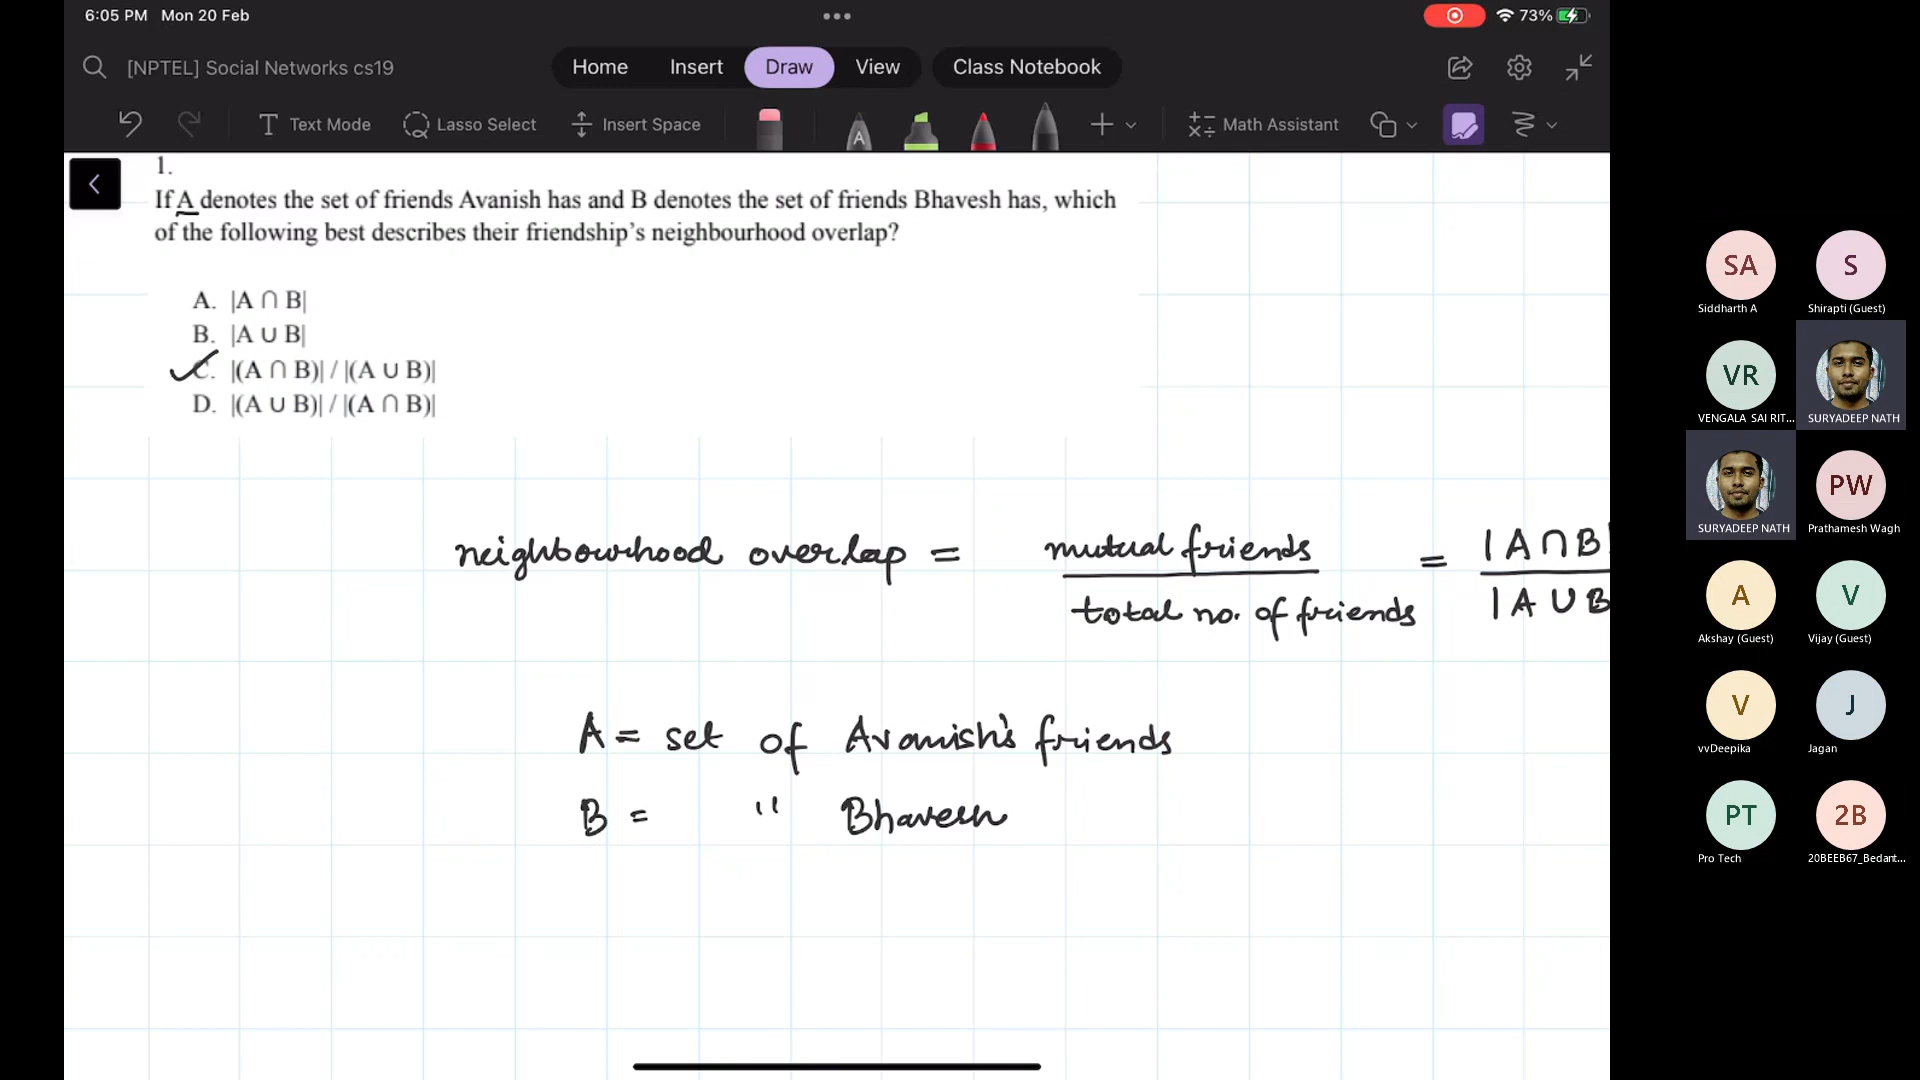 6:05 PM Mon 20 Feb
73%
[NPTEL] Social Networks cs19
Home Insert Draw View Class Notebook
Text Mode Lasso Select Insert Space A Math Assistant
1.
If A denotes the set of friends Avanish has and B denotes the set of friends Bhavesh has, which
of the following best describes their friendship’s neighbourhood overlap?
A. |A ∩ B|
B. |A ∪ B|
C. |(A ∩ B)| / |(A ∪ B)|
D. |(A ∪ B)| / |(A ∩ B)|
neighbourhood overlap = mutual friends = |A ∩ B|
total no. of friends |A ∪ B
A = set of Avanish's friends
B = " Bhavesh
SA S
Siddharth A Shirapti (Guest)
VR
VENGALA SAI RIT... SURYADEEP NATH
PW
SURYADEEP NATH Prathamesh Wagh
A V
Akshay (Guest) Vijay (Guest)
V J
vvDeepika Jagan
PT 2B
Pro Tech 20BEEB67_Bedant...